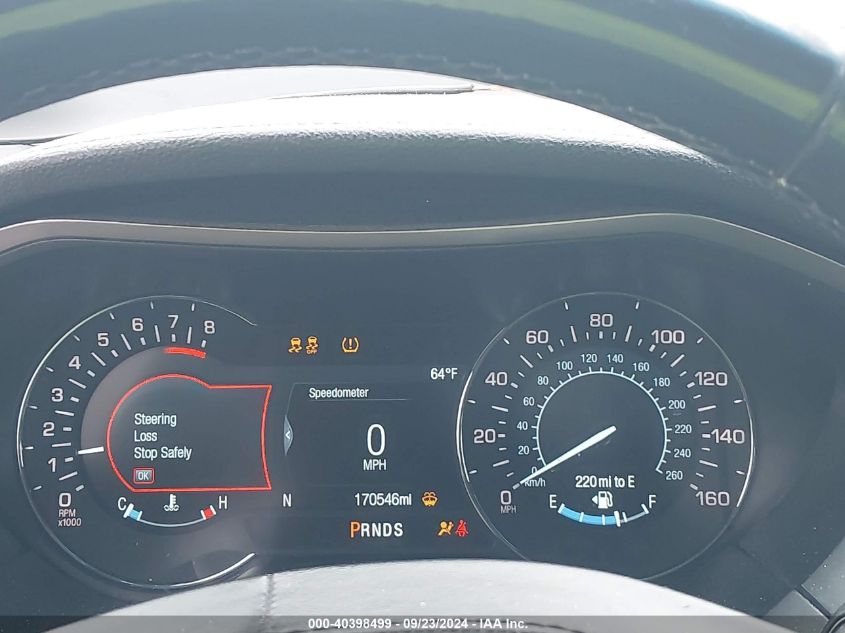 0 1 2 3 4 5 6 7 8
RPM
x1000
Steering
Loss
Stop Safely
OK
C H
OFF
64°F
Speedometer
<
0
MPH
N
170546mi
PRNDS
0 20 40 60 80 100 120 140 160
MPH
0 20 40 60 80 100 120 140 160 180 200 220 240 260
km/h
220 mi to E
E F
000-40398499 - 09/23/2024 - IAA Inc.